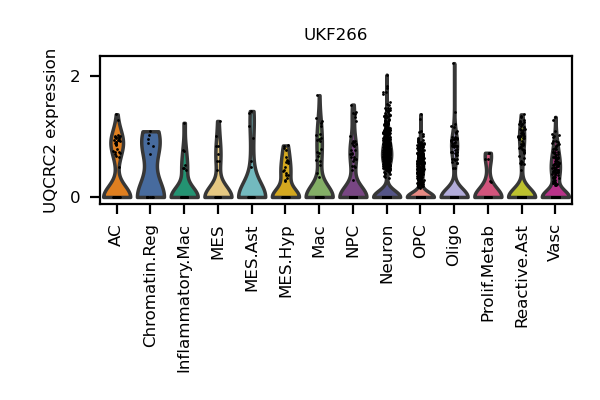 UKF266
UQCRC2 expression
2
0
AC
Chromatin.Reg
Inflammatory.Mac
MES
MES.Ast
MES.Hyp
Mac
NPC
Neuron
OPC
Oligo
Prolif.Metab
Reactive.Ast
Vasc